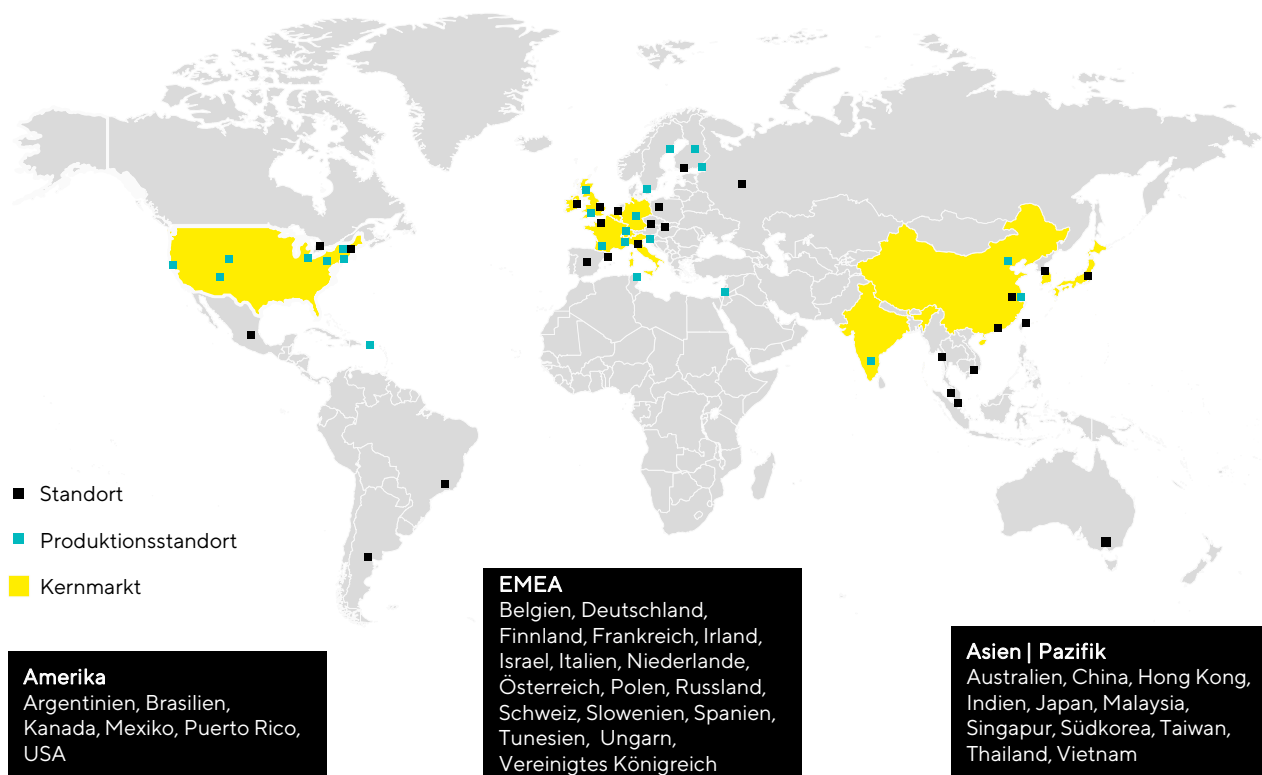 Standort
Produktionsstandort
Kernmarkt
Amerika
Argentinien, Brasilien,
Kanada, Mexiko, Puerto Rico,
USA
EMEA
Belgien, Deutschland,
Finnland, Frankreich, Irland,
Israel, Italien, Niederlande,
Österreich, Polen, Russland,
Schweiz, Slowenien, Spanien,
Tunesien, Ungarn,
Vereinigtes Königreich
Asien | Pazifik
Australien, China, Hong Kong,
Indien, Japan, Malaysia,
Singapur, Südkorea, Taiwan,
Thailand, Vietnam